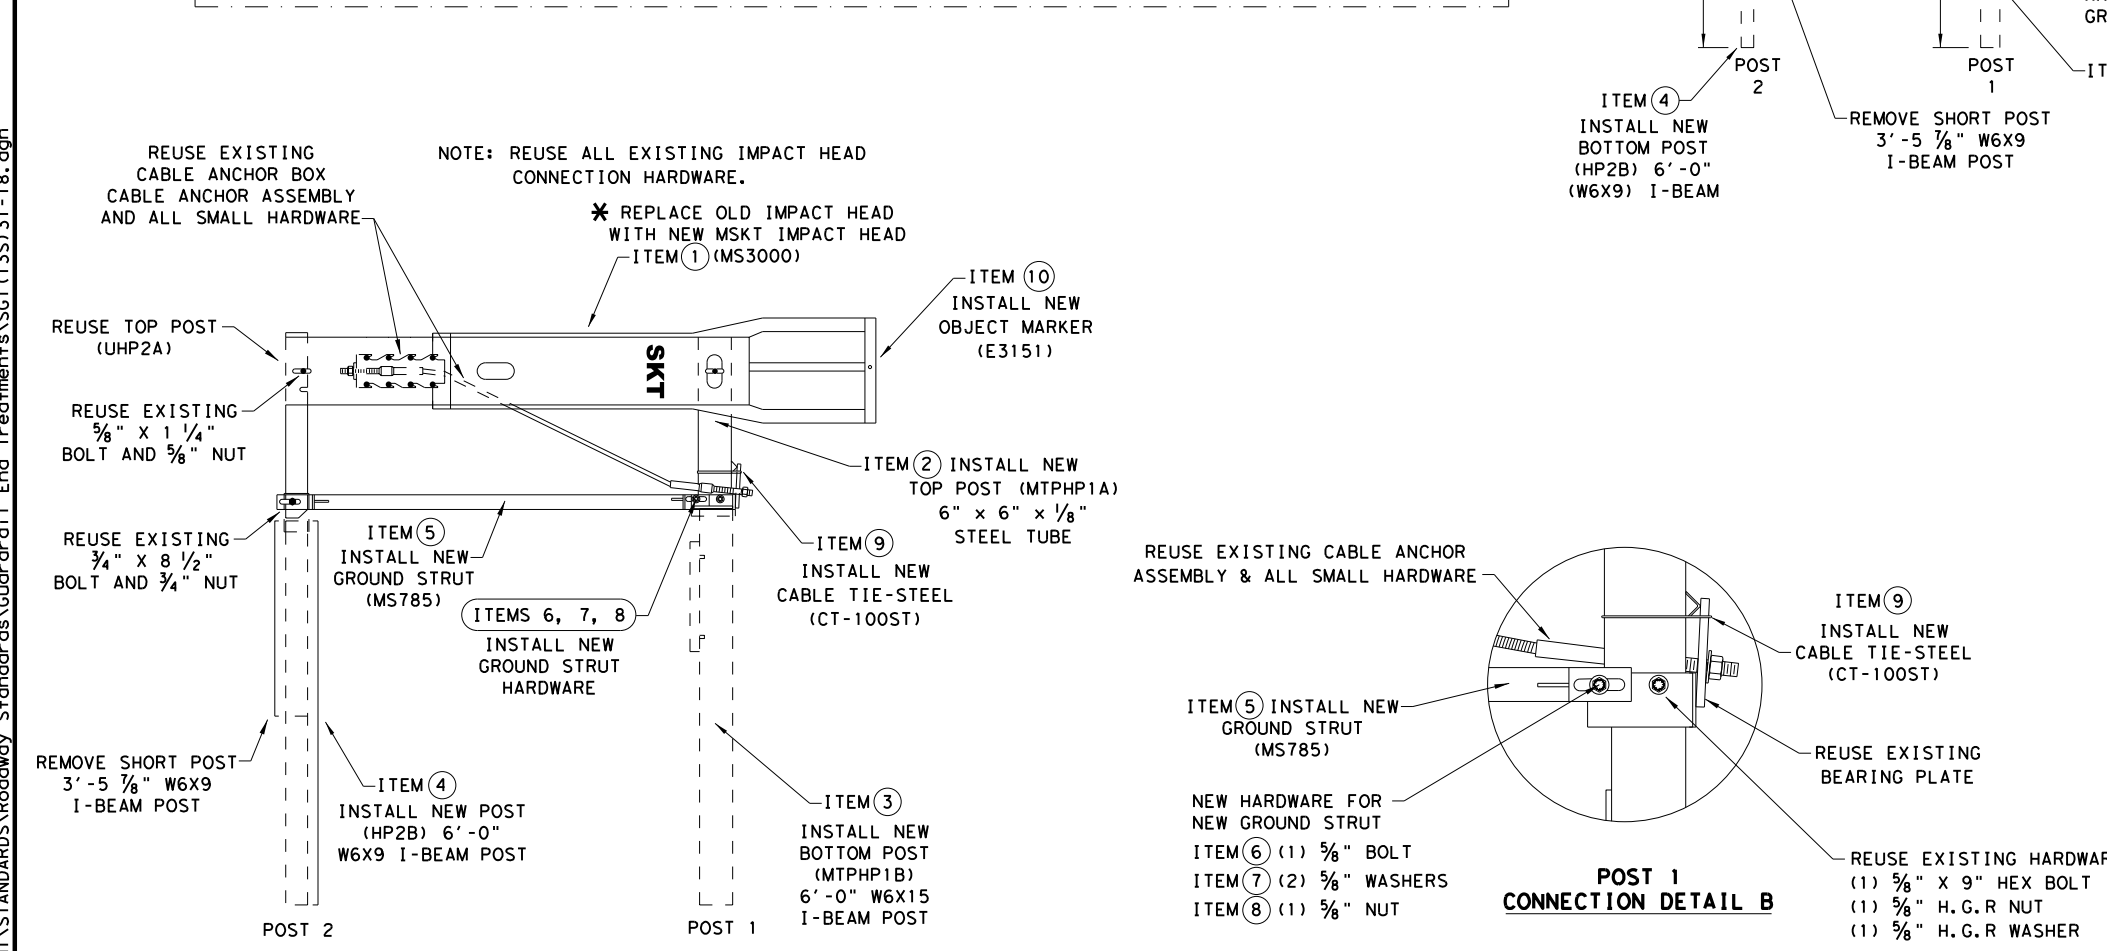 POST
2
POST
1
ITEM 4
INSTALL NEW
BOTTOM POST
(HP2B) 6'-0"
(W6X9) I-BEAM
REMOVE SHORT POST
3'-5 ⅞" W6X9
I-BEAM POST
REUSE EXISTING
CABLE ANCHOR BOX
CABLE ANCHOR ASSEMBLY
AND ALL SMALL HARDWARE
NOTE: REUSE ALL EXISTING IMPACT HEAD
CONNECTION HARDWARE.
* REPLACE OLD IMPACT HEAD
WITH NEW MSKT IMPACT HEAD
ITEM 1 (MS3000)
ITEM 10
INSTALL NEW
OBJECT MARKER
(E3151)
REUSE TOP POST
(UHP2A)
SKT
REUSE EXISTING
⅝" X 1 ¼"
BOLT AND ⅝" NUT
ITEM 2 INSTALL NEW
TOP POST (MTPHP1A)
6" x 6" x ⅛"
STEEL TUBE
REUSE EXISTING
¾" X 8 ½"
BOLT AND ¾" NUT
ITEM 5
INSTALL NEW
GROUND STRUT
(MS785)
ITEMS 6, 7, 8
INSTALL NEW
GROUND STRUT
HARDWARE
ITEM 9
INSTALL NEW
CABLE TIE-STEEL
(CT-100ST)
REMOVE SHORT POST
3'-5 ⅞" W6X9
I-BEAM POST
ITEM 4
INSTALL NEW POST
(HP2B) 6'-0"
W6X9 I-BEAM POST
ITEM 3
INSTALL NEW
BOTTOM POST
(MTPHP1B)
6'-0" W6X15
I-BEAM POST
POST 2
POST 1
REUSE EXISTING CABLE ANCHOR
ASSEMBLY & ALL SMALL HARDWARE
ITEM 9
INSTALL NEW
CABLE TIE-STEEL
(CT-100ST)
ITEM 5 INSTALL NEW
GROUND STRUT
(MS785)
REUSE EXISTING
BEARING PLATE
NEW HARDWARE FOR
NEW GROUND STRUT
ITEM 6 (1) ⅝" BOLT
ITEM 7 (2) ⅝" WASHERS
ITEM 8 (1) ⅝" NUT
POST 1
CONNECTION DETAIL B
REUSE EXISTING HARDWAR
(1) ⅝" X 9" HEX BOLT
(1) ⅝" H.G.R NUT
(1) ⅝" H.G.R WASHER